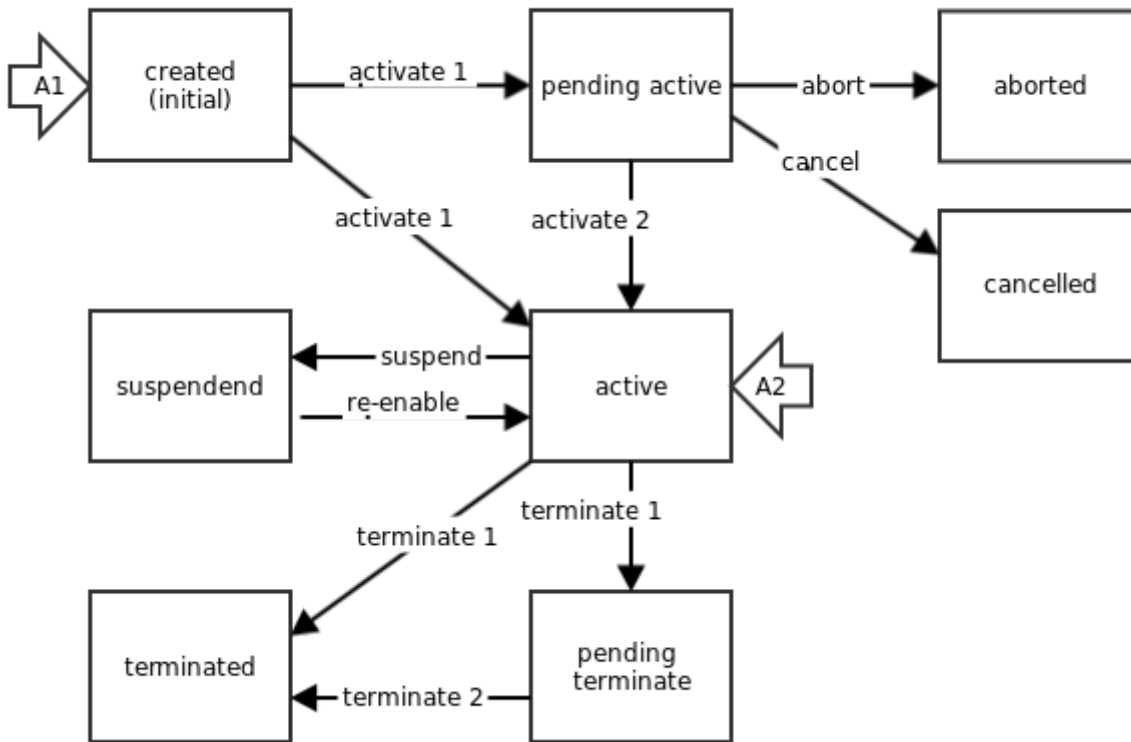 A1
created
(initial)
activate 1
pending active
abort
aborted
cancel
activate 1
activate 2
cancelled
suspendend
suspend
re-enable
active
A2
terminate 1
terminate 1
terminated
terminate 2
pending
terminate